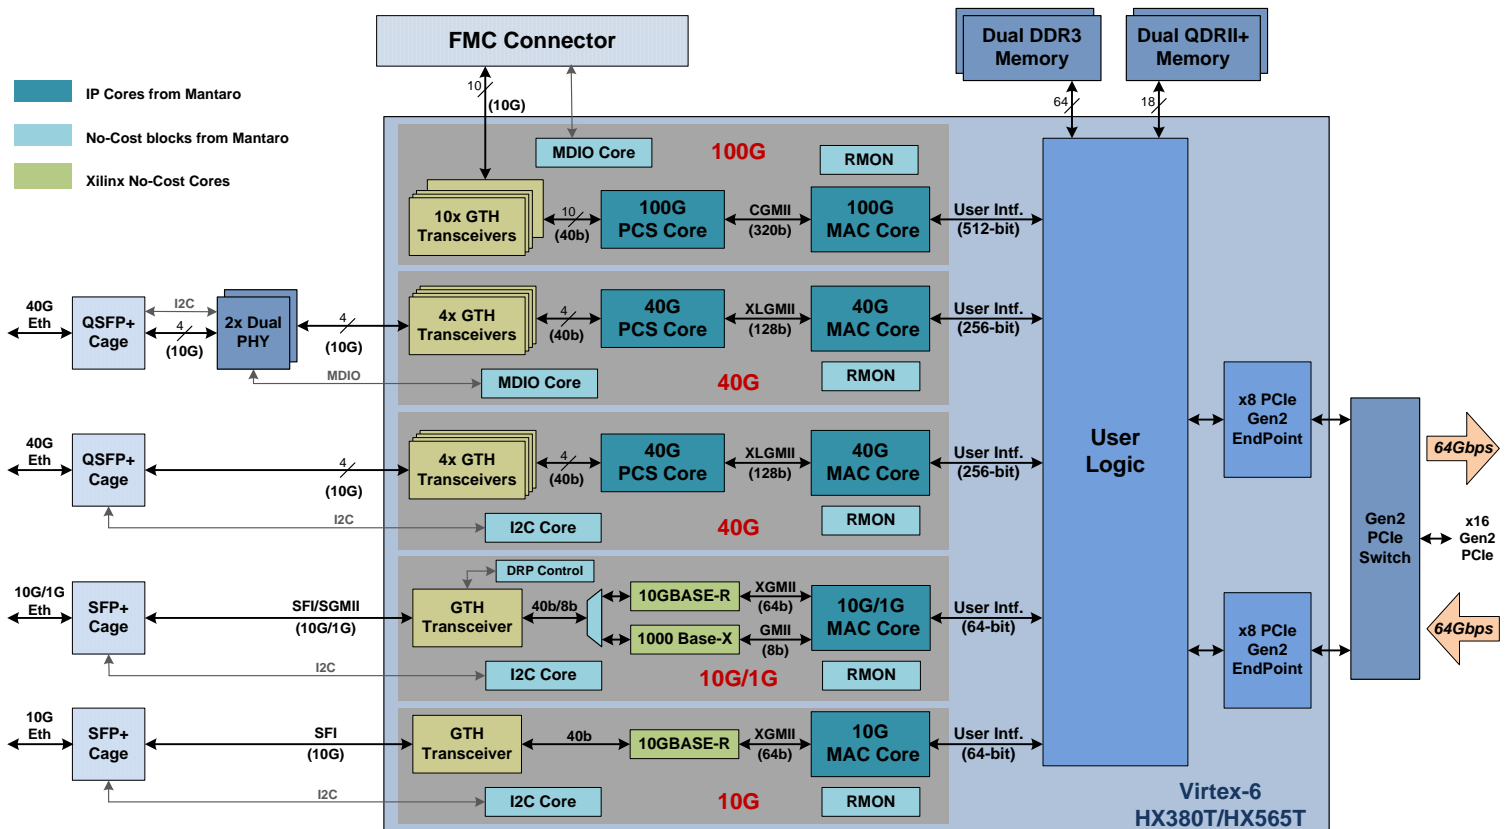 FMC Connector
Dual DDR3
Memory
Dual QDRII+
Memory
IP Cores from Mantaro
No-Cost blocks from Mantaro
Xilinx No-Cost Cores
10
(10G)
64
18
MDIO Core
100G
RMON
10x GTH
Transceivers
10
(40b)
100G
PCS Core
CGMII
(320b)
100G
MAC Core
User Intf.
(512-bit)
40G
Eth
QSFP+
Cage
I2C
4
(10G)
2x Dual
PHY
4
(10G)
MDIO
4x GTH
Transceivers
4
(40b)
40G
PCS Core
XLGMII
(128b)
40G
MAC Core
User Intf.
(256-bit)
MDIO Core
40G
RMON
40G
Eth
QSFP+
Cage
4
(10G)
I2C
4x GTH
Transceivers
4
(40b)
40G
PCS Core
XLGMII
(128b)
40G
MAC Core
User Intf.
(256-bit)
I2C Core
40G
RMON
10G/1G
Eth
SFP+
Cage
SFI/SGMII
(10G/1G)
I2C
DRP Control
GTH
Transceiver
40b/8b
10GBASE-R
1000 Base-X
XGMII
(64b)
GMII
(8b)
10G/1G
MAC Core
User Intf.
(64-bit)
I2C Core
10G/1G
RMON
10G
Eth
SFP+
Cage
SFI
(10G)
I2C
GTH
Transceiver
40b
10GBASE-R
XGMII
(64b)
10G
MAC Core
User Intf.
(64-bit)
I2C Core
10G
RMON
User
Logic
x8 PCIe
Gen2
EndPoint
x8 PCIe
Gen2
EndPoint
Gen2
PCIe
Switch
64Gbps
x16
Gen2
PCIe
64Gbps
Virtex-6
HX380T/HX565T